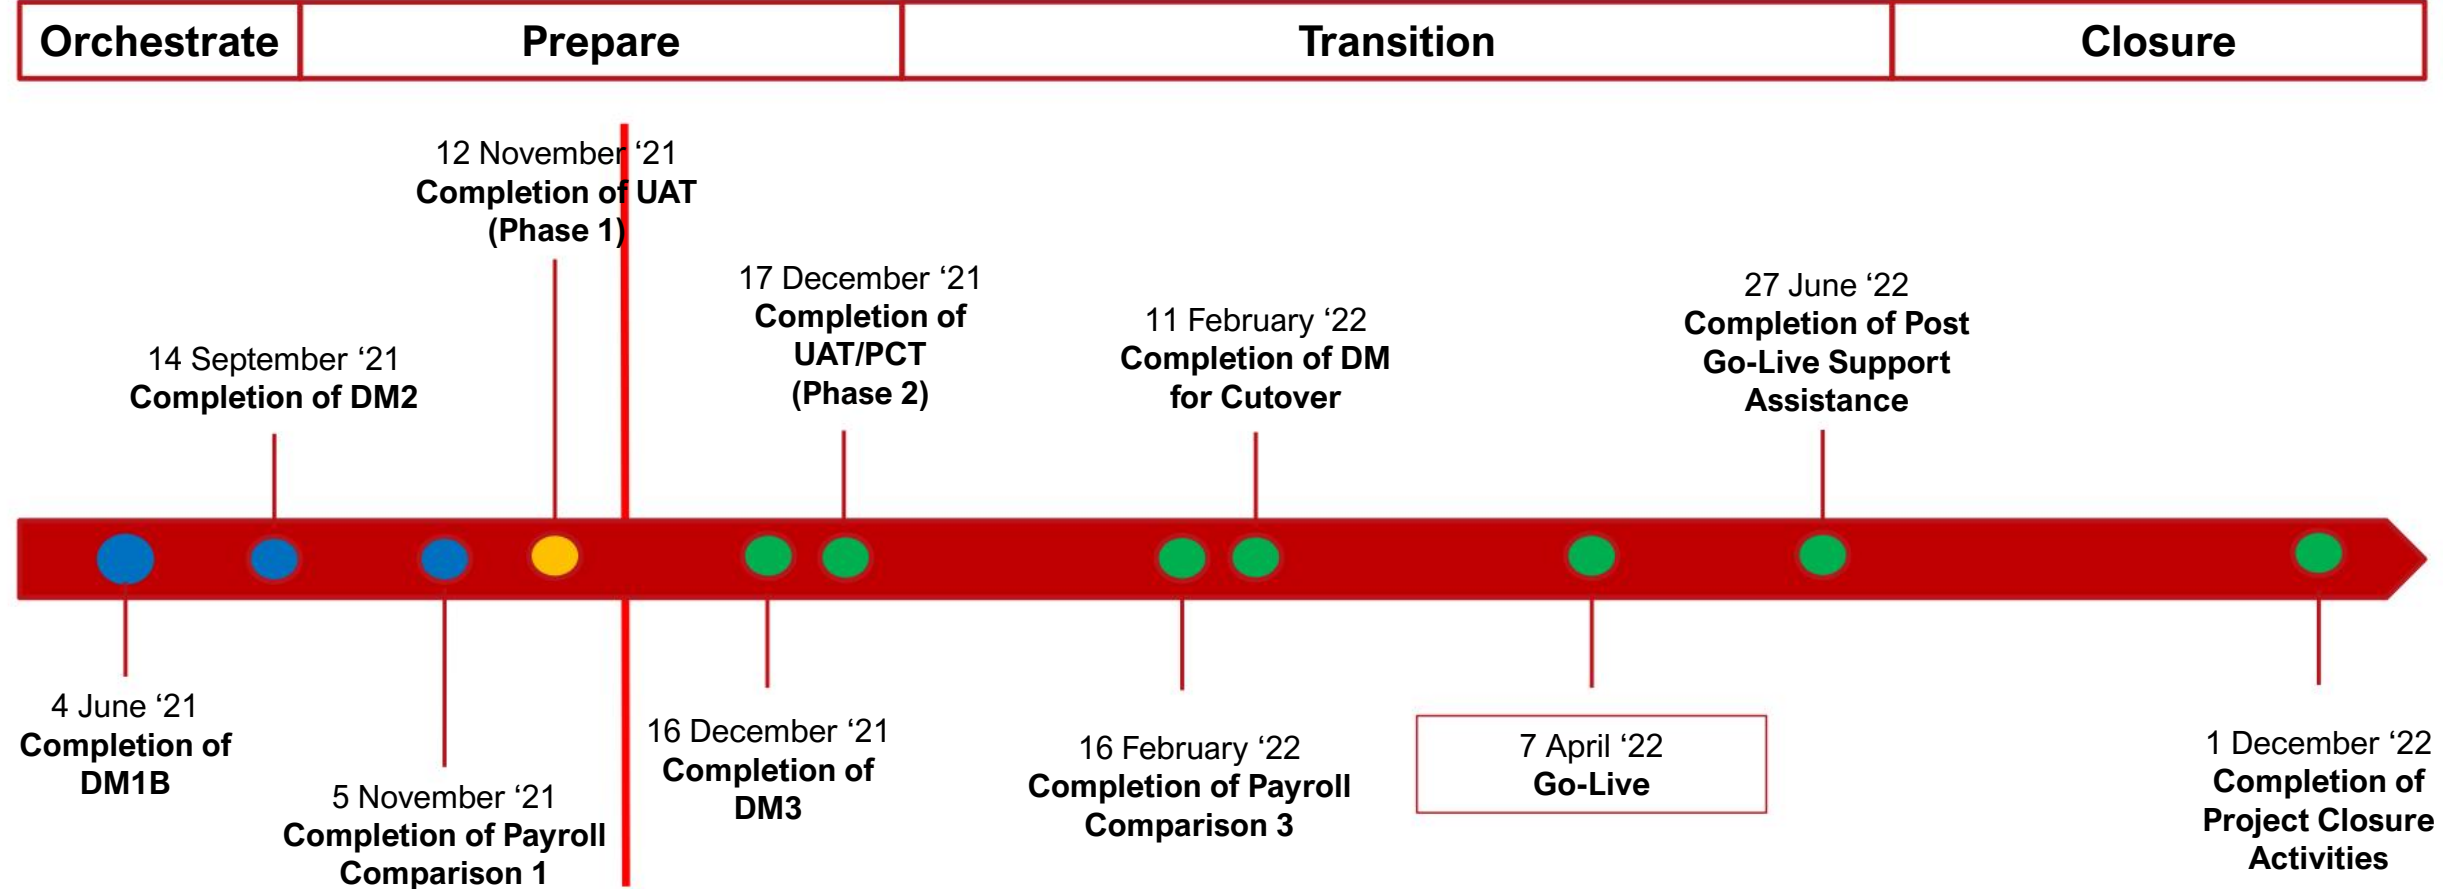 Orchestrate
Prepare
Transition
Closure
12 November ‘21
Completion of UAT
(Phase 1)
17 December ‘21
Completion of
UAT/PCT
(Phase 2)
27 June ‘22
Completion of Post
Go-Live Support
Assistance
11 February ‘22
Completion of DM
for Cutover
14 September ‘21
Completion of DM2
4 June ‘21
Completion of
DM1B
5 November ‘21
Completion of Payroll
Comparison 1
16 December ‘21
Completion of
DM3
16 February ‘22
Completion of Payroll
Comparison 3
7 April ‘22
Go-Live
1 December ‘22
Completion of
Project Closure
Activities